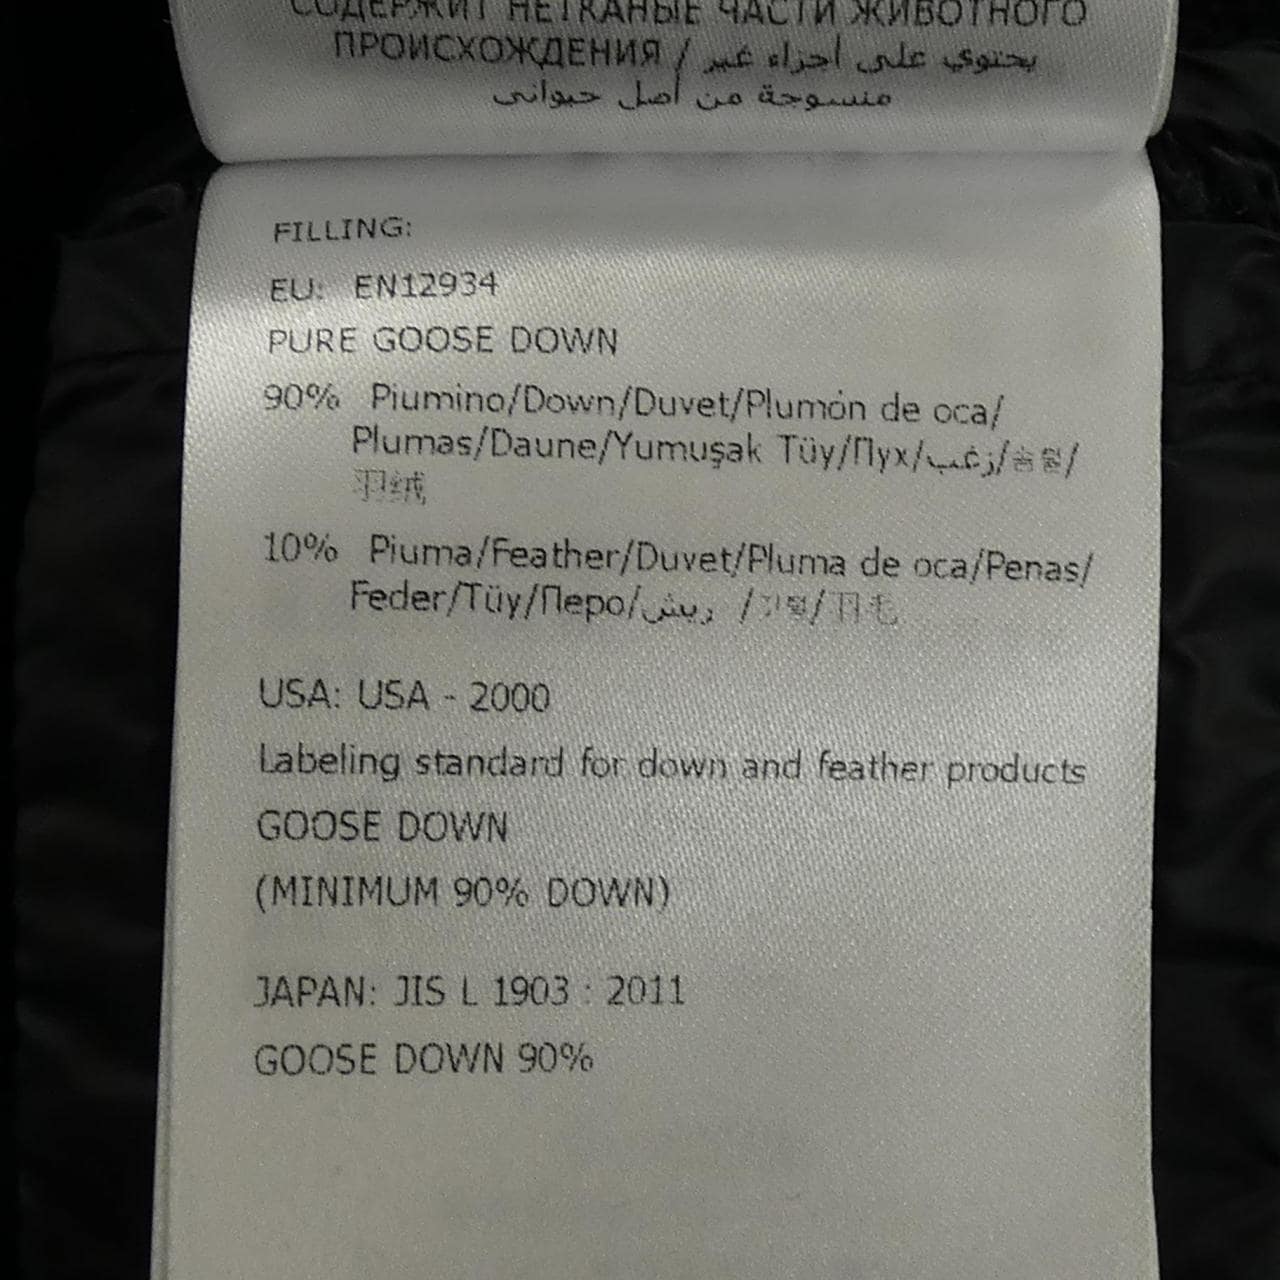 СОДЕРЖИТ НЕТКАНЫЕ ЧАСТИ ЖИВОТНОГО
ПРОИСХОЖДЕНИЯ / يحتوي على أجزاء غير
منسوجة من أصل حيواني
FILLING:
EU: EN12934
PURE GOOSE DOWN
90% Piumino/Down/Duvet/Plumón de oca/
Plumas/Daune/Yumuşak Tüy/Пух/زغب/솜털/
羽绒
10% Piuma/Feather/Duvet/Pluma de oca/Penas/
Feder/Tüy/Перо/ريش /깃털/羽毛
USA: USA - 2000
Labeling standard for down and feather products
GOOSE DOWN
(MINIMUM 90% DOWN)
JAPAN: JIS L 1903 : 2011
GOOSE DOWN 90%